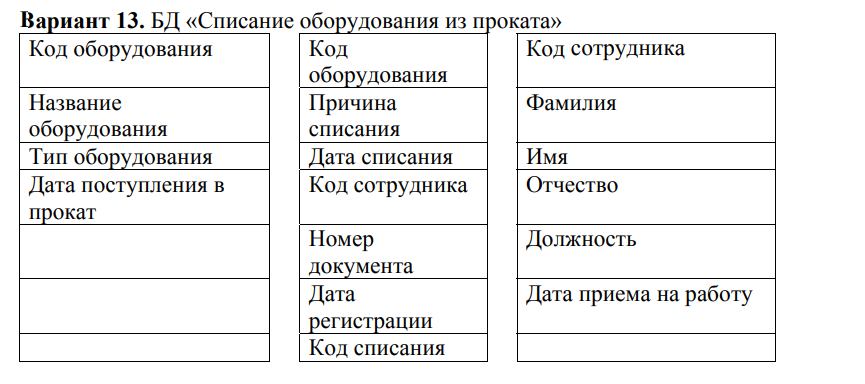 Вариант 13. БД «Списание оборудования из проката»
Код оборудования
Название
оборудования
Тип оборудования
Дата поступления в
прокат
Код
оборудования
Причина
списания
Дата списания
Код сотрудника
Номер
документа
Дата
регистрации
Код списания
Код сотрудника
Фамилия
Имя
Отчество
Должность
Дата приема на работу